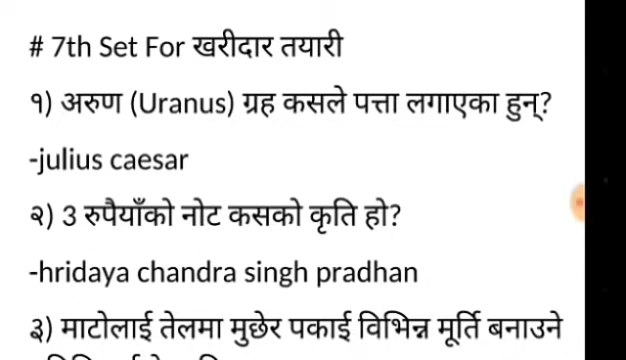 # 7th Set For खरीदार तयारी
१) अरुण (Uranus) ग्रह कसले पत्ता लगाएका हुन्?
-julius caesar
२) 3 रुपैयाँको नोट कसको कृति हो?
-hridaya chandra singh pradhan
३) माटोलाई तेलमा मुछेर पकाई विभिन्न मूर्ति बनाउने